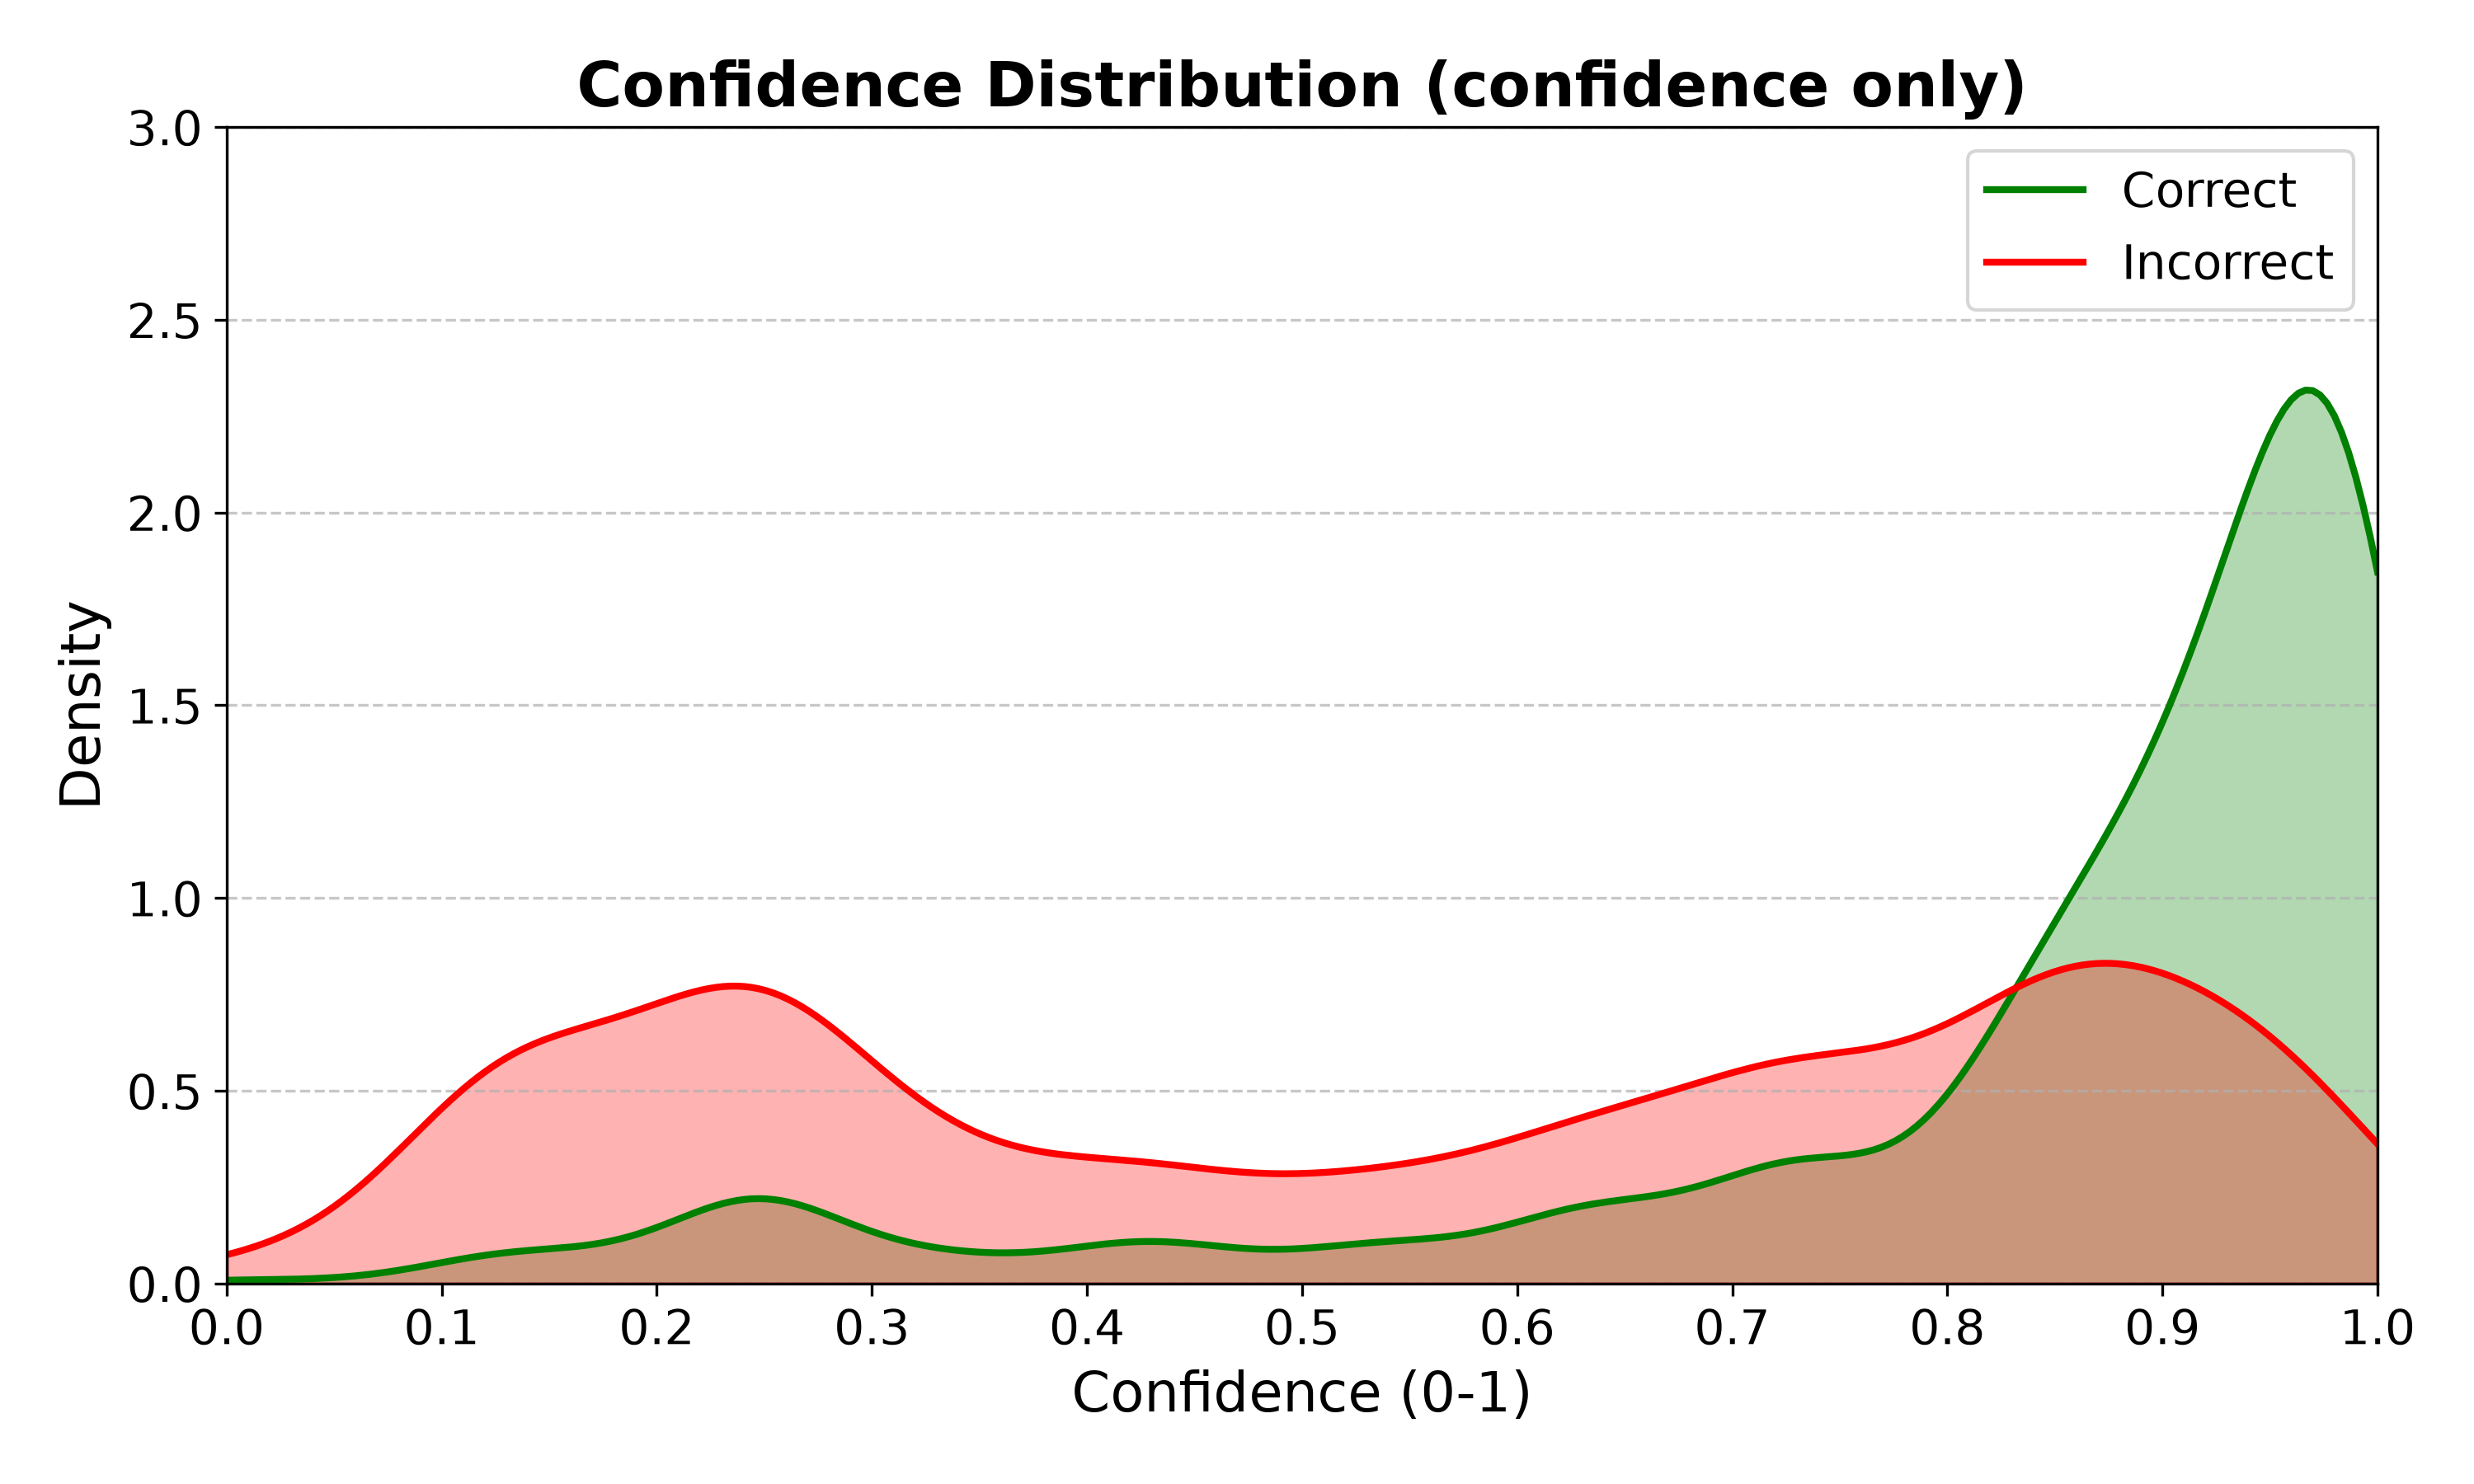 Confidence Distribution (confidence only)
3.0
2.5
2.0
1.5
1.0
0.5
0.0
Density
Correct
Incorrect
0.0 0.1 0.2 0.3 0.4 0.5 0.6 0.7 0.8 0.9 1.0
Confidence (0-1)